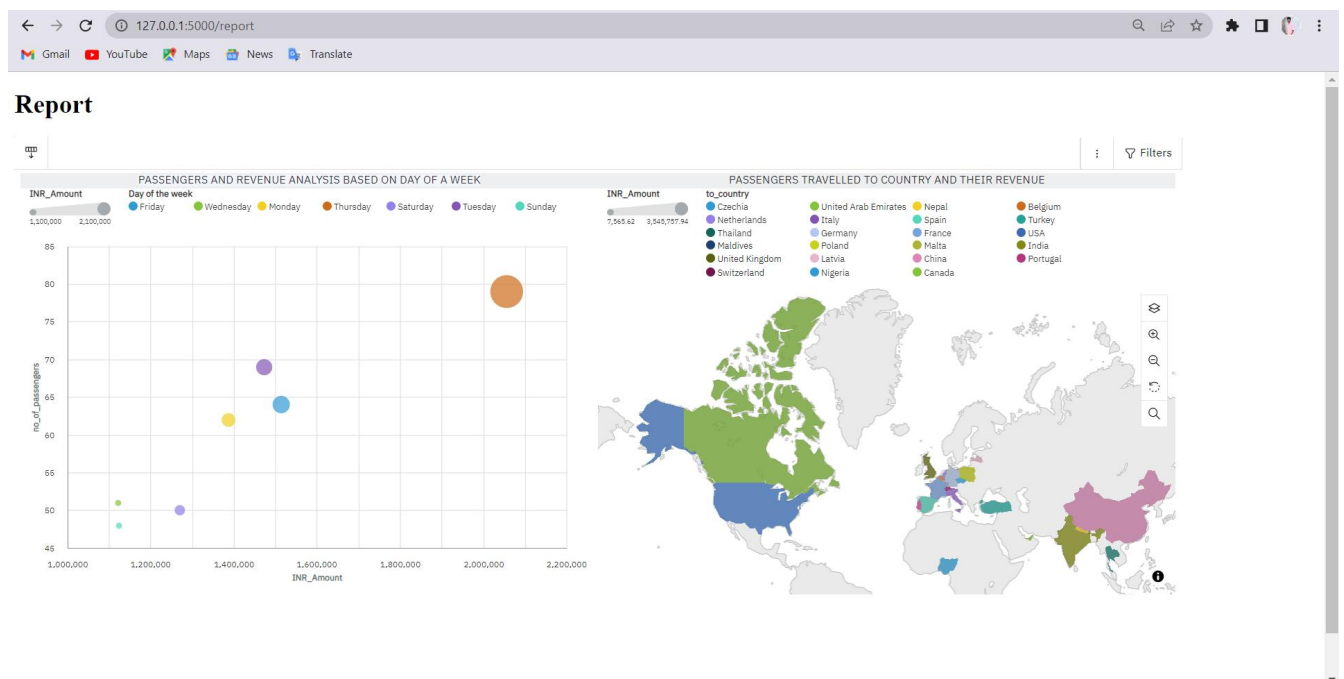 127.0.0.1:5000/report
Gmail YouTube Maps News Translate
Report
Filters
PASSENGERS AND REVENUE ANALYSIS BASED ON DAY OF A WEEK
INR_Amount
1,100,000 2,100,000
Day of the week
Friday Wednesday Monday Thursday Saturday Tuesday Sunday
85
80
75
70
65
60
55
50
45
no_of_passengers
1,000,000 1,200,000 1,400,000 1,600,000 1,800,000 2,000,000 2,200,000
INR_Amount
PASSENGERS TRAVELLED TO COUNTRY AND THEIR REVENUE
INR_Amount
7,565.62 3,545,757.94
to_country
Czechia United Arab Emirates Nepal Belgium
Netherlands Italy Spain Turkey
Thailand Germany France USA
Maldives Poland Malta India
United Kingdom Latvia China Portugal
Switzerland Nigeria Canada